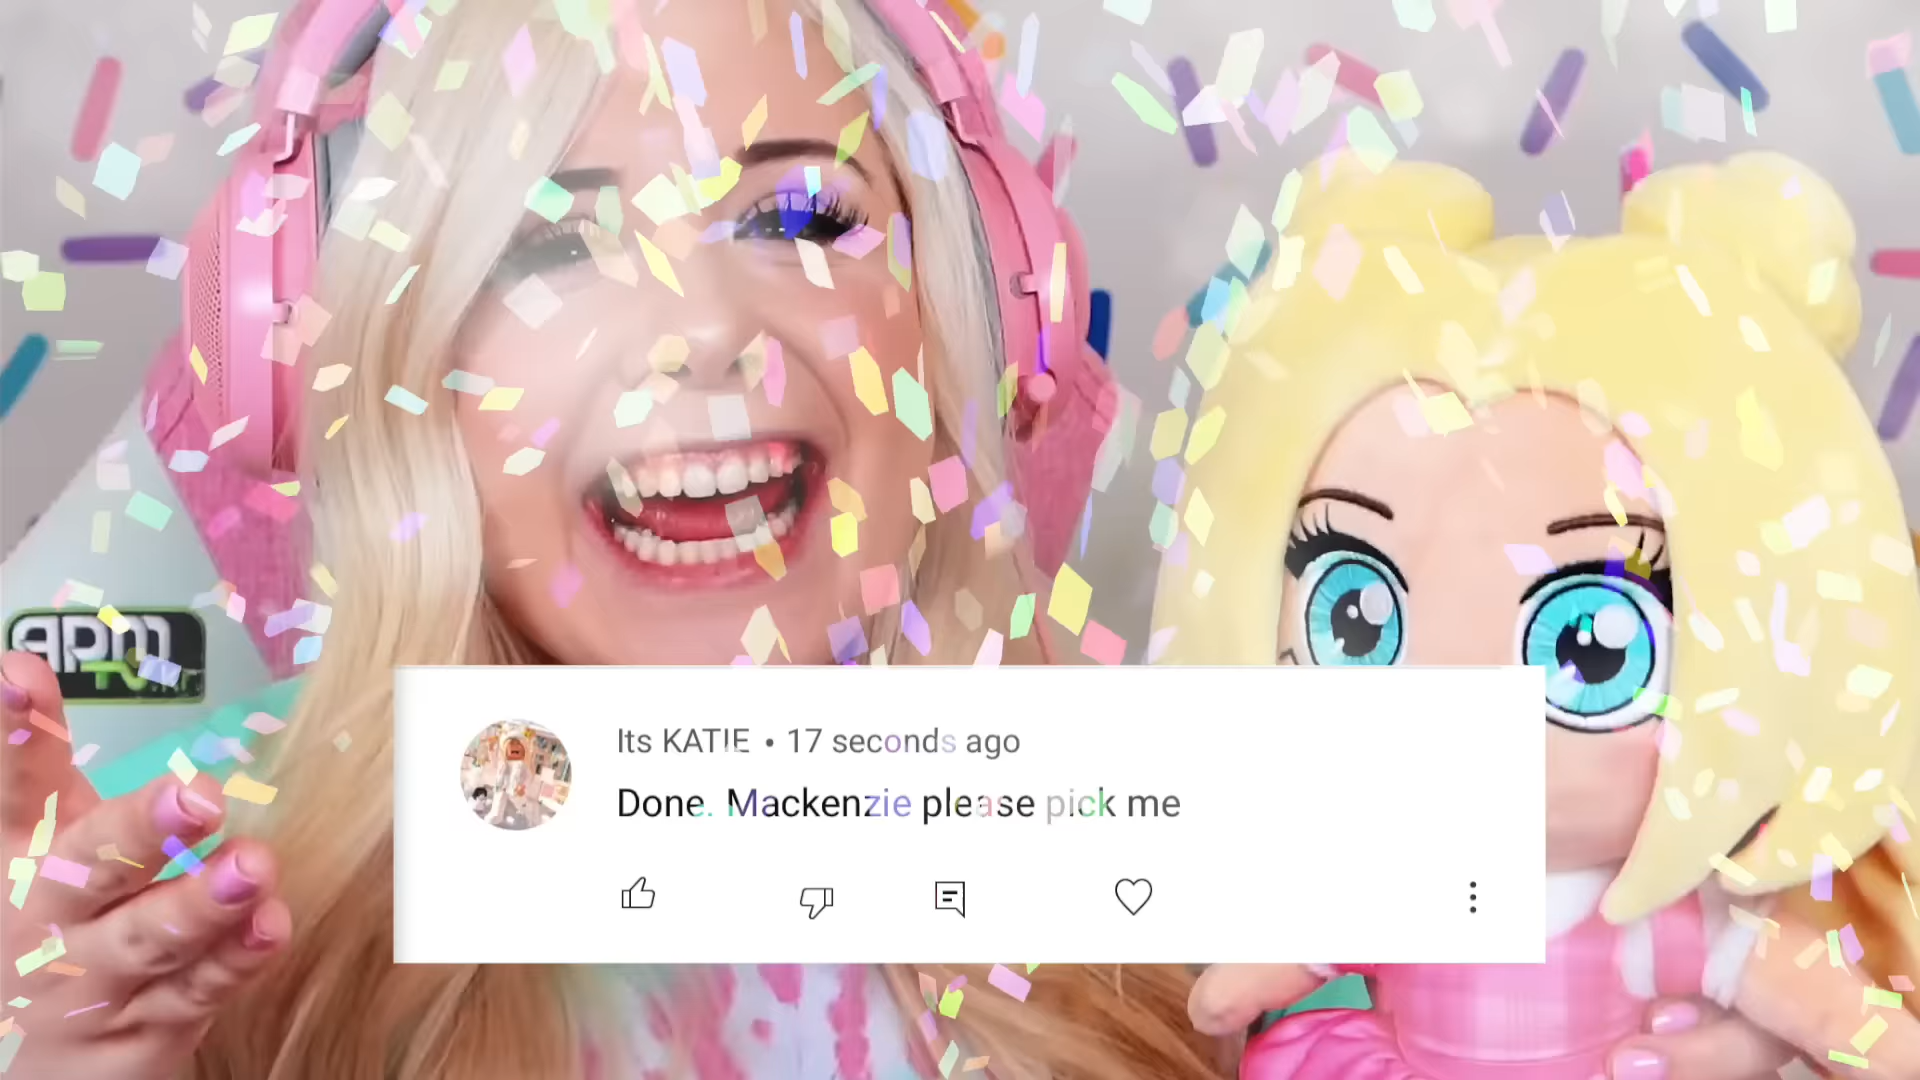 Its KATIE • 17 seconds ago
Done. Mackenzie please pick me